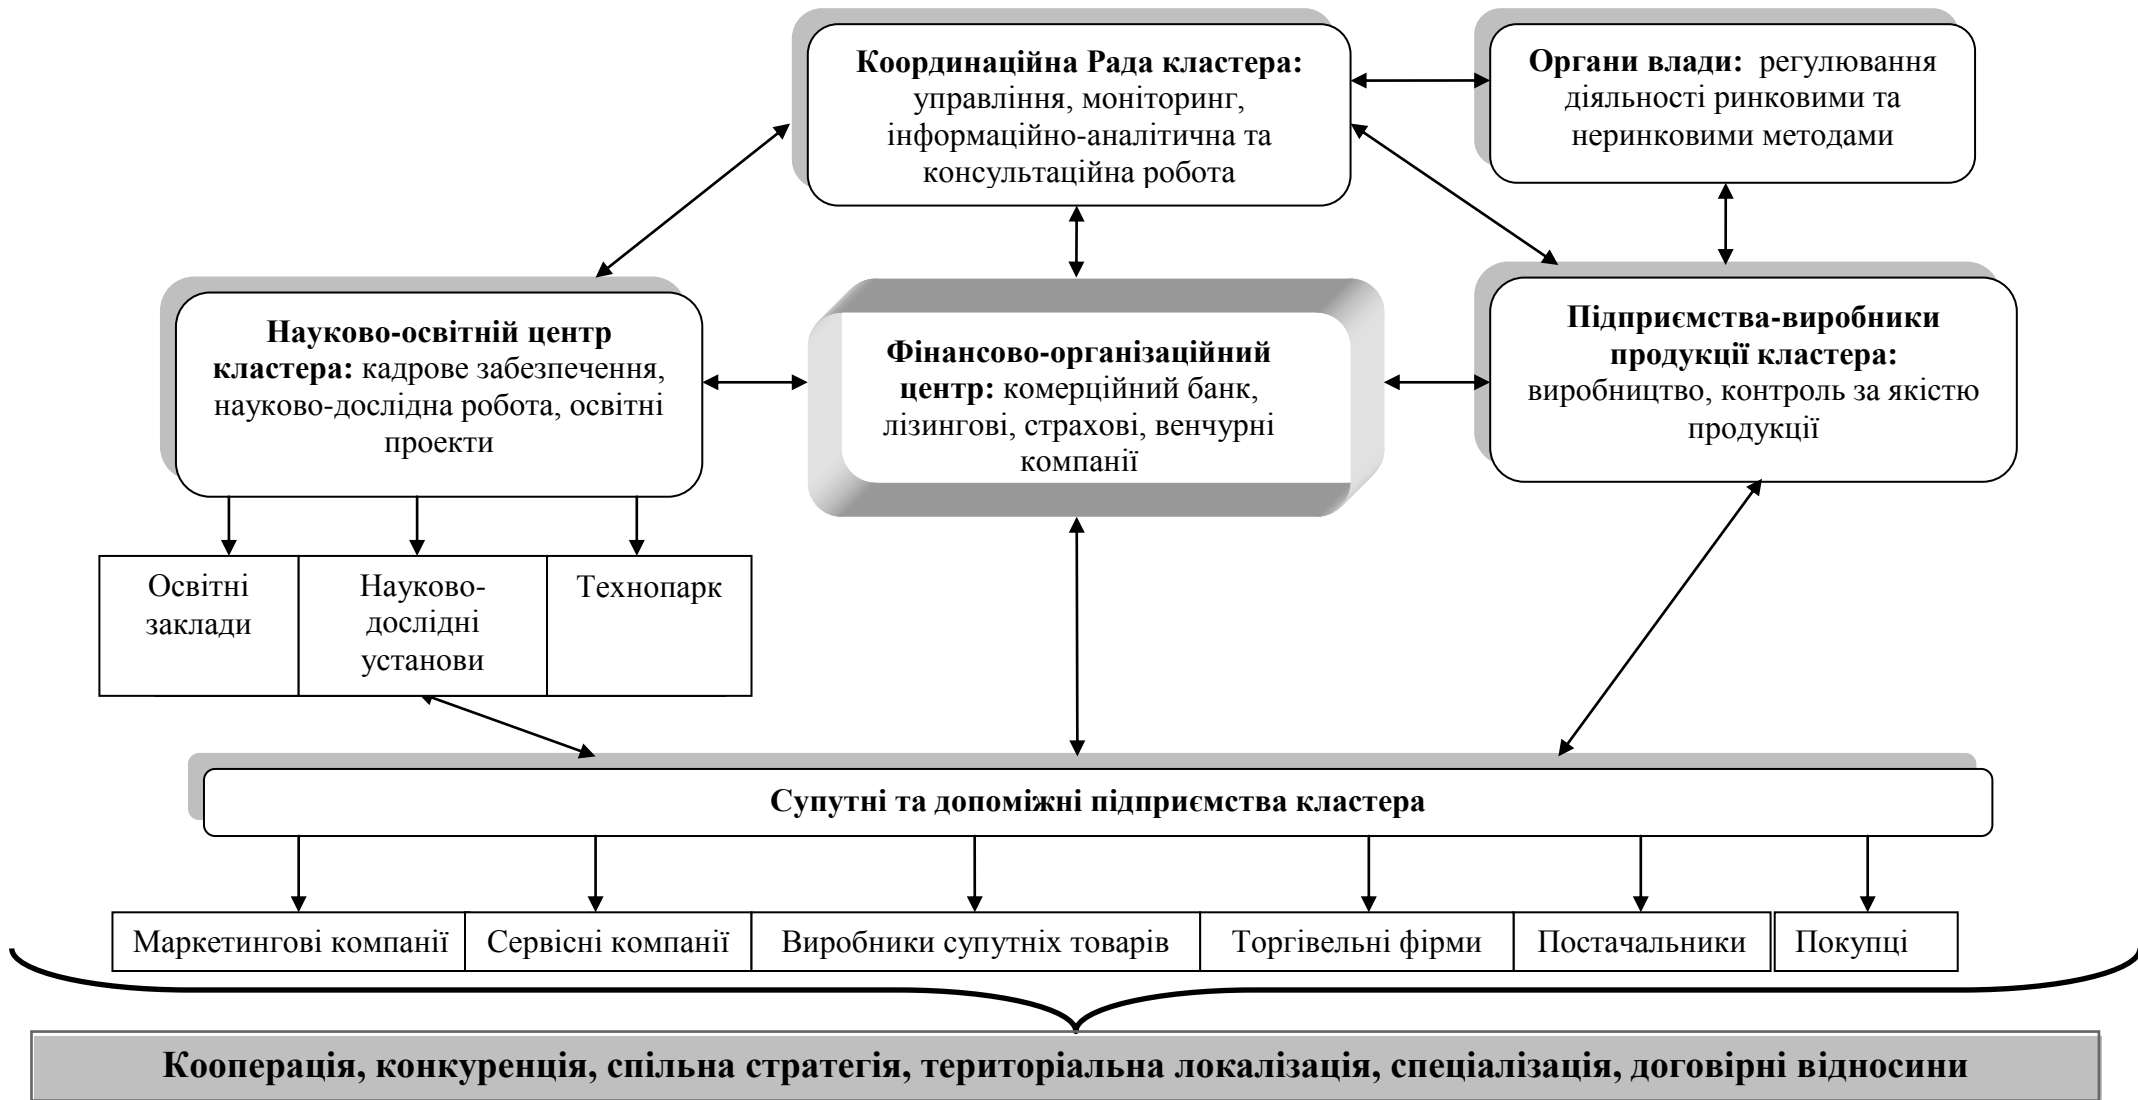 Координаційна Рада кластера:
управління, моніторинг,
інформаційно-аналітична та
консультаційна робота
Органи влади: регулювання
діяльності ринковими та
неринковими методами
Науково-освітній центр
кластера: кадрове забезпечення,
науково-дослідна робота, освітні
проекти
Фінансово-організаційний
центр: комерційний банк,
лізингові, страхові, венчурні
компанії
Підприємства-виробники
продукції кластера:
виробництво, контроль за якістю
продукції
Освітні
заклади
Науково-
дослідні
установи
Технопарк
Супутні та допоміжні підприємства кластера
Маркетингові компанії
Сервісні компанії
Виробники супутніх товарів
Торгівельні фірми
Постачальники
Покупці
Кооперація, конкуренція, спільна стратегія, територіальна локалізація, спеціалізація, договірні відносини